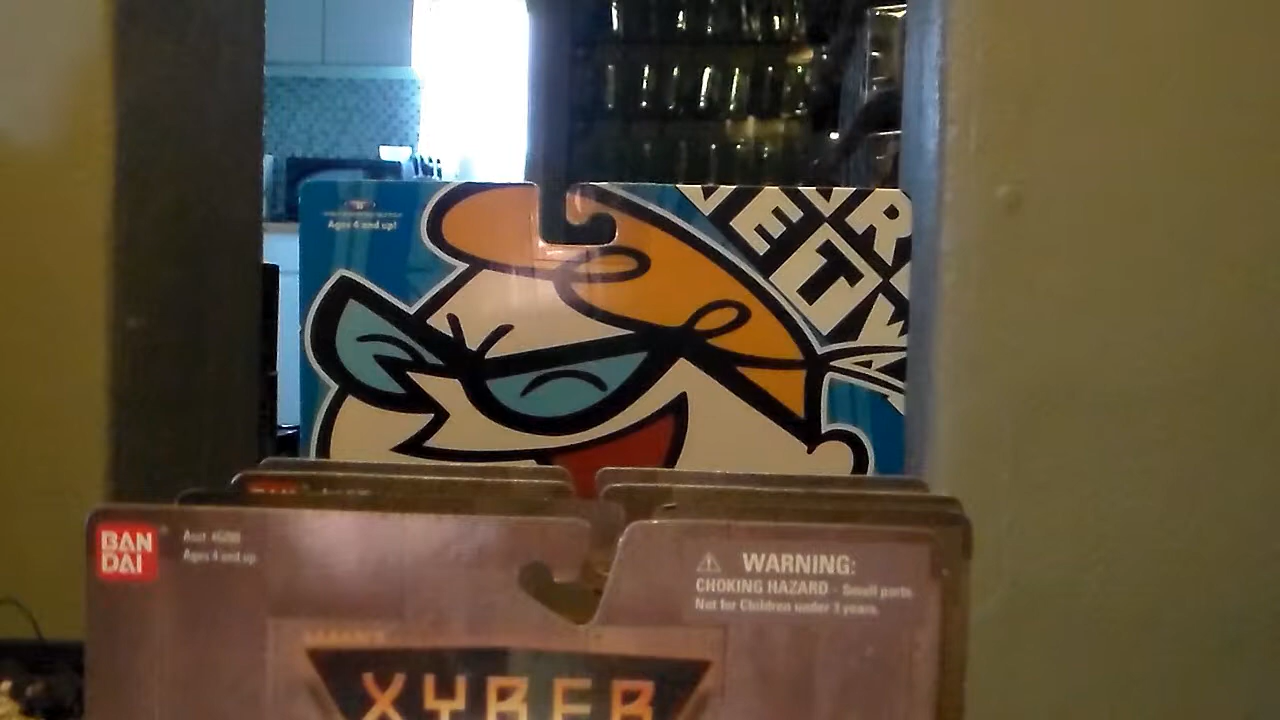 Ages 4 and up!
E
T
R
W
BAN
DAI
Asst
Ages 4 and up
WARNING:
CHOKING HAZARD - Small parts.
Not for Children under 3 years.
XYBER